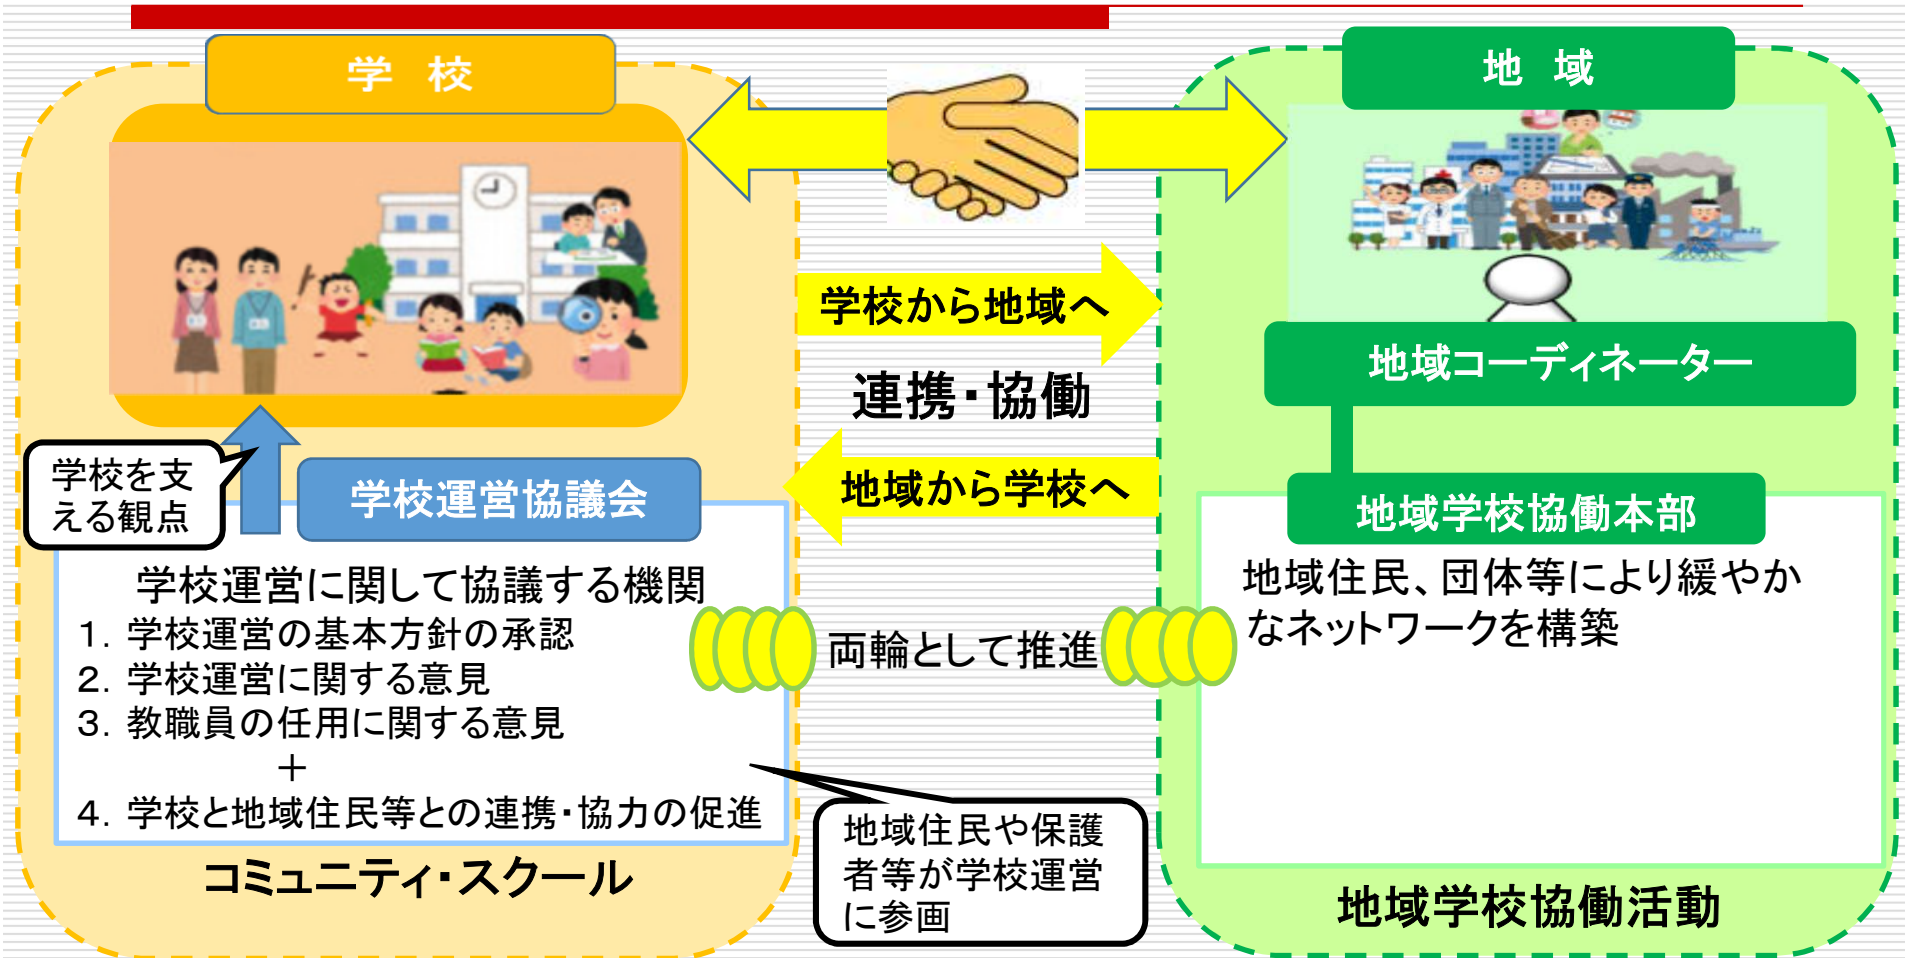 学 校
地 域
学校から地域へ
連携・協働
地域から学校へ
地域コーディネーター
学校を支
える観点
学校運営協議会
学校運営に関して協議する機関
1. 学校運営の基本方針の承認
2. 学校運営に関する意見
3. 教職員の任用に関する意見
＋
4. 学校と地域住民等との連携・協力の促進
コミュニティ・スクール
両輪として推進
地域住民や保護
者等が学校運営
に参画
地域学校協働本部
地域住民、団体等により緩やか
なネットワークを構築
地域学校協働活動